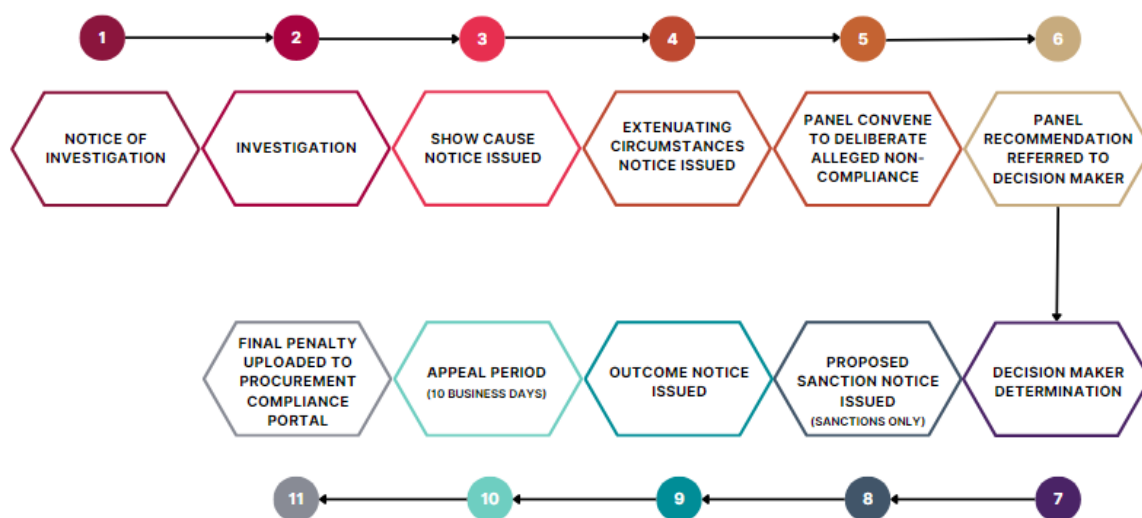 1
2
3
4
5
6
NOTICE OF
INVESTIGATION
INVESTIGATION
SHOW CAUSE
NOTICE ISSUED
EXTENUATING
CIRCUMSTANCES
NOTICE ISSUED
PANEL CONVENE
TO DELIBERATE
ALLEGED NON-
COMPLIANCE
PANEL
RECOMMENDATION
REFERRED TO
DECISION MAKER
FINAL PENALTY
UPLOADED TO
PROCUREMENT
COMPLIANCE
PORTAL
APPEAL PERIOD
(10 BUSINESS DAYS)
OUTCOME NOTICE
ISSUED
PROPOSED
SANCTION NOTICE
ISSUED
(SANCTIONS ONLY)
DECISION MAKER
DETERMINATION
11
10
9
8
7